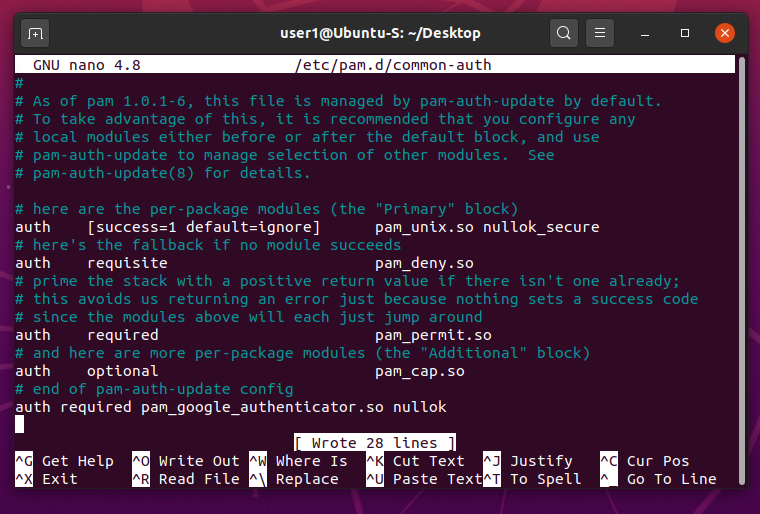 user1@Ubuntu-S: ~/Desktop
GNU nano 4.8 /etc/pam.d/common-auth
#
# As of pam 1.0.1-6, this file is managed by pam-auth-update by default.
# To take advantage of this, it is recommended that you configure any
# local modules either before or after the default block, and use
# pam-auth-update to manage selection of other modules.  See
# pam-auth-update(8) for details.
# here are the per-package modules (the "Primary" block)
auth    [success=1 default=ignore]      pam_unix.so nullok_secure
# here's the fallback if no module succeeds
auth    requisite                       pam_deny.so
# prime the stack with a positive return value if there isn't one already;
# this avoids us returning an error just because nothing sets a success code
# since the modules above will each just jump around
auth    required                        pam_permit.so
# and here are more per-package modules (the "Additional" block)
auth    optional                        pam_cap.so
# end of pam-auth-update config
auth required pam_google_authenticator.so nullok
[ Wrote 28 lines ]
^G Get Help  ^O Write Out ^W Where Is  ^K Cut Text  ^J Justify   ^C Cur Pos
^X Exit      ^R Read File ^\ Replace   ^U Paste Text^T To Spell  ^_ Go To Line